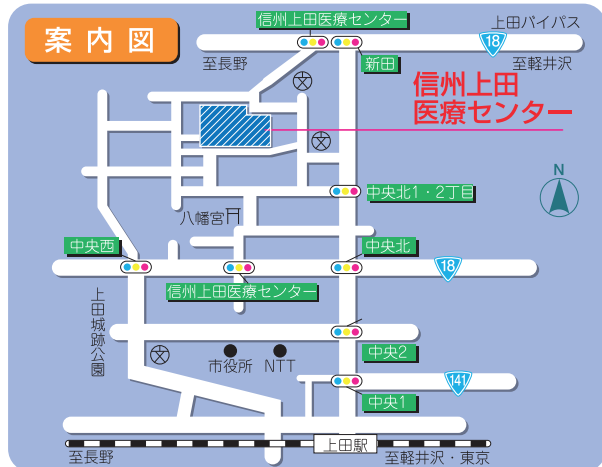 案内図
信州上田医療センター
上田バイパス
18
至長野
新田
至軽井沢
信州上田
医療センター
文
文
N
中央北1・2丁目
八幡宮
中央西
中央北
18
信州上田医療センター
上田城跡公園
文
市役所
NTT
中央2
141
中央1
上田駅
至長野
至軽井沢・東京